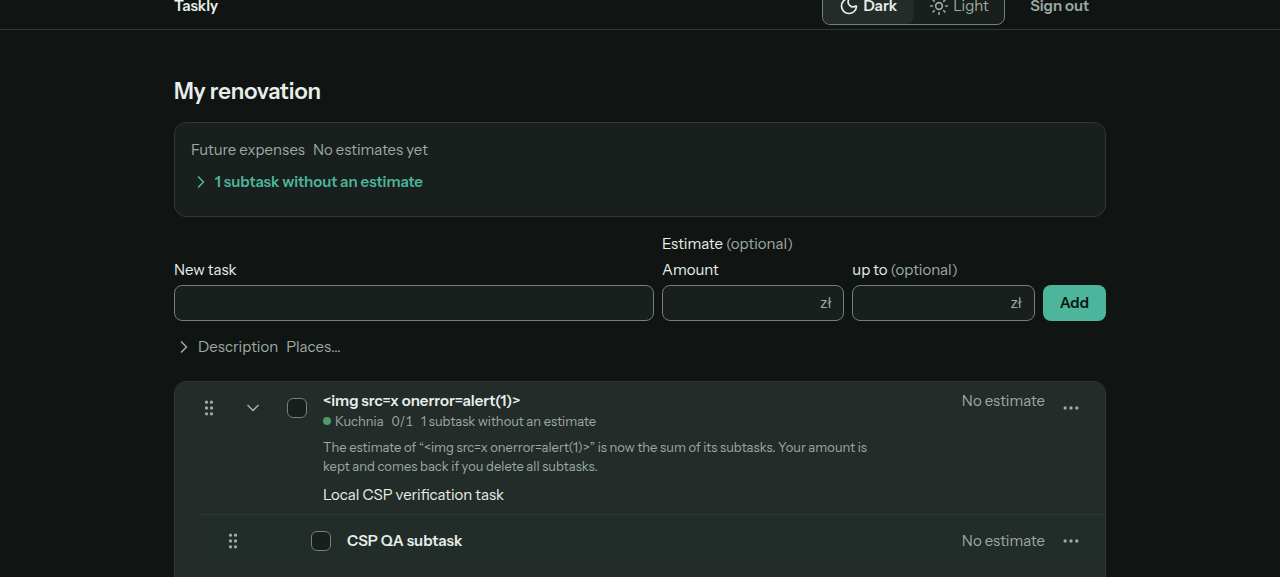 Taskly
Dark Light Sign out
My renovation
Future expenses No estimates yet
1 subtask without an estimate
Estimate (optional)
New task Amount up to (optional)
zł zł Add
Description Places...
<img src=x onerror=alert(1)> No estimate
Kuchnia 0/1 1 subtask without an estimate
The estimate of “<img src=x onerror=alert(1)>” is now the sum of its subtasks. Your amount is
kept and comes back if you delete all subtasks.
Local CSP verification task
CSP QA subtask No estimate